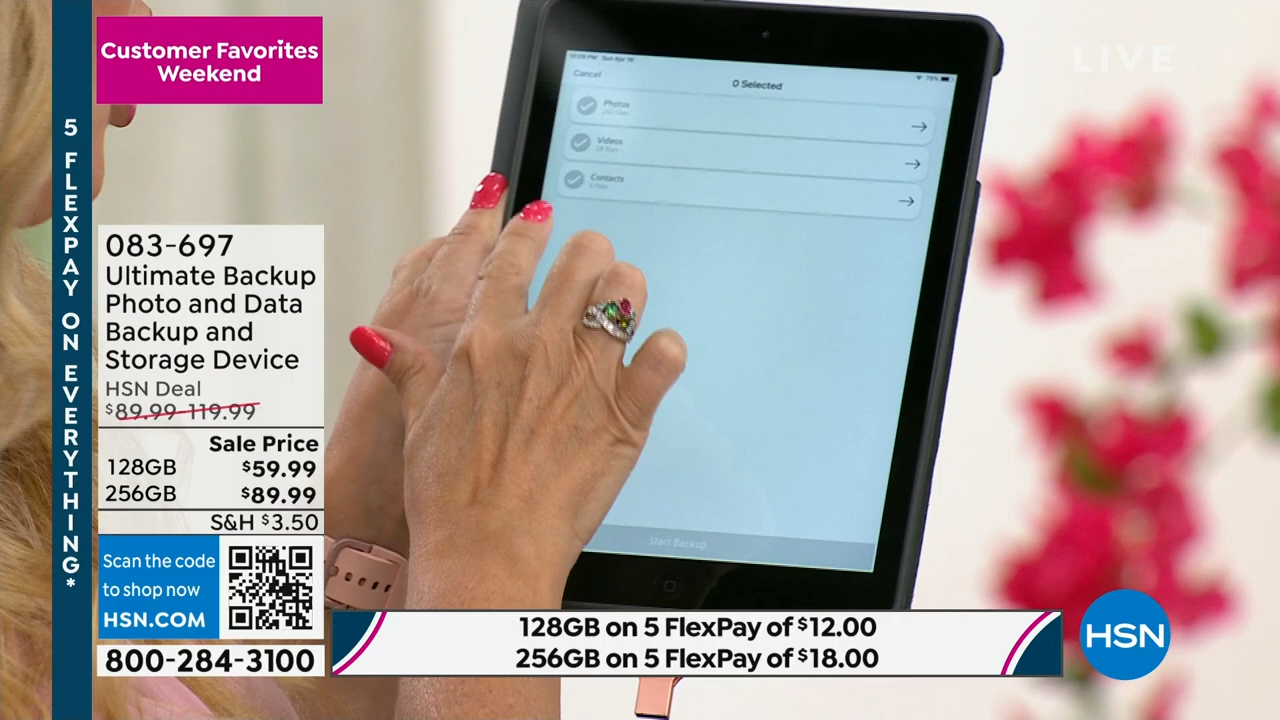 Customer Favorites
Weekend
LIVE
5 FLEXPAY ON EVERYTHING*
083-697
Ultimate Backup
Photo and Data
Backup and
Storage Device
HSN Deal
$89.99-119.99
Sale Price
128GB $59.99
256GB $89.99
S&H $3.50
Scan the code
to shop now
HSN.COM
800-284-3100
Cancel
0 Selected
Photos
Videos
Contacts
Start Backup
128GB on 5 FlexPay of $12.00
256GB on 5 FlexPay of $18.00
HSN